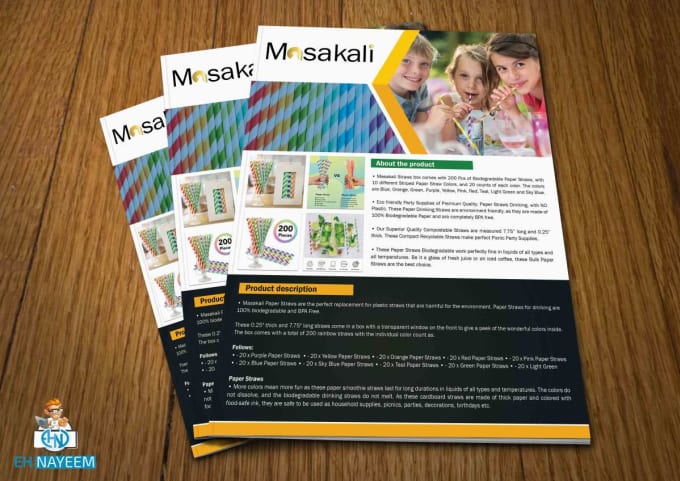 Masakali
Masakali
Masakali
About the product
• Masakali Straws box comes with 200 Pcs of Biodegradable Paper Straws, with
10 different Striped Paper Straw Colors, and 20 counts of each color. The colors
are Blue, Orange, Green, Purple, Yellow, Pink, Red, Teal, Light Green and Sky Blue.
• Eco friendly Party Supplies of Premium Quality, Paper Straws Drinking, with NO
Plastic. These Paper Drinking Straws are environment friendly, as they are made of
100% Biodegradable Paper and are completely BPA free.
• Our Superior Quality Compostable Straws are measured 7.75" long and 0.25"
thick. These Compact Recyclable Straws make perfect Picnic Party Supplies.
• These Paper Straws Biodegradable work perfectly fine in liquids of all types and
all temperatures. Be it a glass of fresh juice or an iced coffee, these Bulk Paper
Straws are the best choice.
VS
200
Pieces
200
Product description
• Masakali Paper Straws are the perfect replacement for plastic straws that are harmful for the environment. Paper Straws for drinking are
100% biodegradable and BPA Free.
These 0.25" thick and 7.75" long straws come in a box with a transparent window on the front to give a peek of the wonderful colors inside.
The box comes with a total of 200 rainbow straws with the individual color count as:
Follows:
• - 20 x Purple Paper Straws • - 20 x Yellow Paper Straws • - 20 x Orange Paper Straws • - 20 x Red Paper Straws • - 20 x Pink Paper Straws
• - 20 x Blue Paper Straws • - 20 x Sky Blue Paper Straws • - 20 x Teal Paper Straws • - 20 x Green Paper Straws • - 20 x Light Green
Paper Straws
• More colors mean more fun as these paper smoothie straws last for long durations in liquids of all types and temperatures. The colors do
not dissolve, and the biodegradable drinking straws do not melt. As these cardboard straws are made of thick paper and colored with
food-safe ink, they are safe to be used as household supplies, picnics, parties, decorations, birthdays etc.
EHN
EH NAYEEM